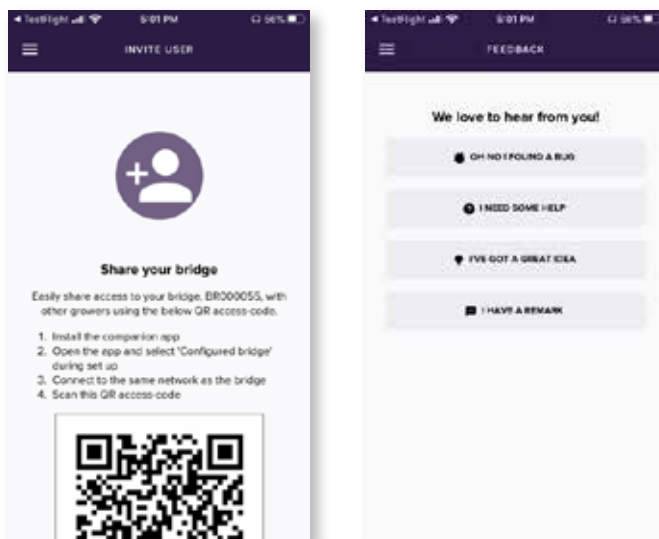 TestFlight 5:01 PM 56%
INVITE USER
Share your bridge
Easily share access to your bridge, BR000055, with
other growers using the below QR access-code.
1. Install the companion app
2. Open the app and select 'Configured bridge'
during set up
3. Connect to the same network as the bridge
4. Scan this QR access-code
TestFlight 5:01 PM 56%
FEEDBACK
We love to hear from you!
OH NO I FOUND A BUG
I NEED SOME HELP
I'VE GOT A GREAT IDEA
I HAVE A REMARK